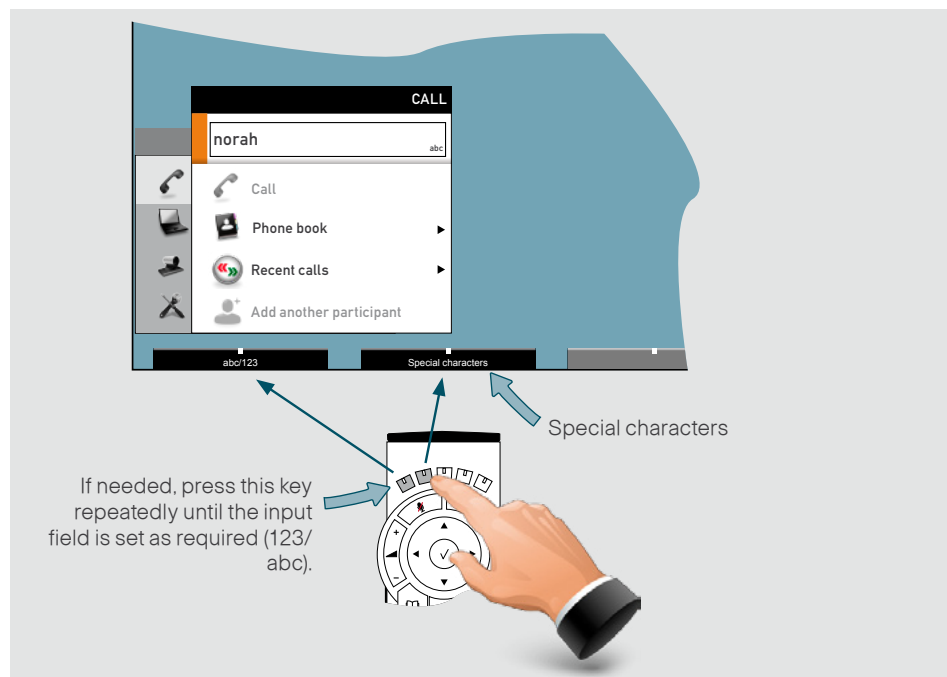 CALL
norah
abc
Call
Phone book
Recent calls
Add another participant
abc/123
Special characters
Special characters
If needed, press this key
repeatedly until the input
field is set as required (123/
abc).